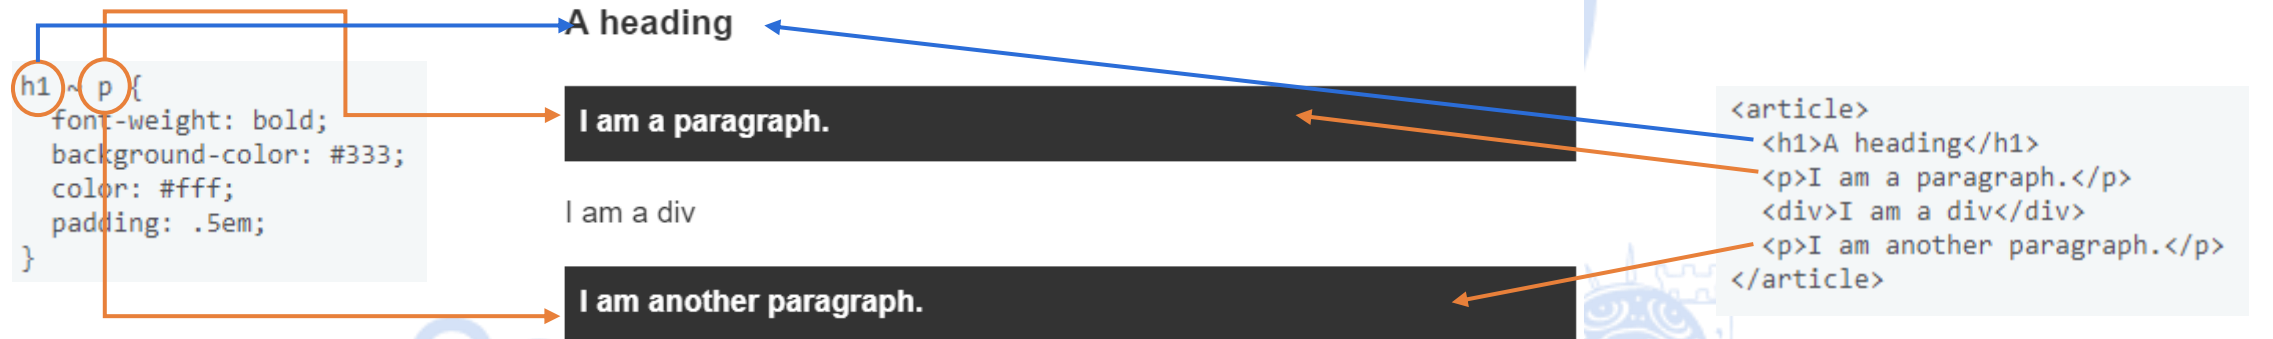 h1 ~ p {
  font-weight: bold;
  background-color: #333;
  color: #fff;
  padding: .5em;
}
A heading
I am a paragraph.
I am a div
I am another paragraph.
<article>
  <h1>A heading</h1>
  <p>I am a paragraph.</p>
  <div>I am a div</div>
  <p>I am another paragraph.</p>
</article>